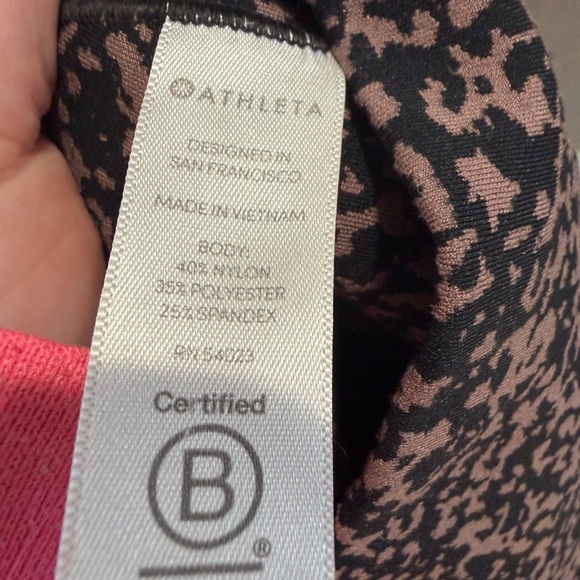 ATHLETA
DESIGNED IN
SAN FRANCISCO
MADE IN VIETNAM
BODY:
40% NYLON
35% POLYESTER
25% SPANDEX
RN 54023
Certified
B
®